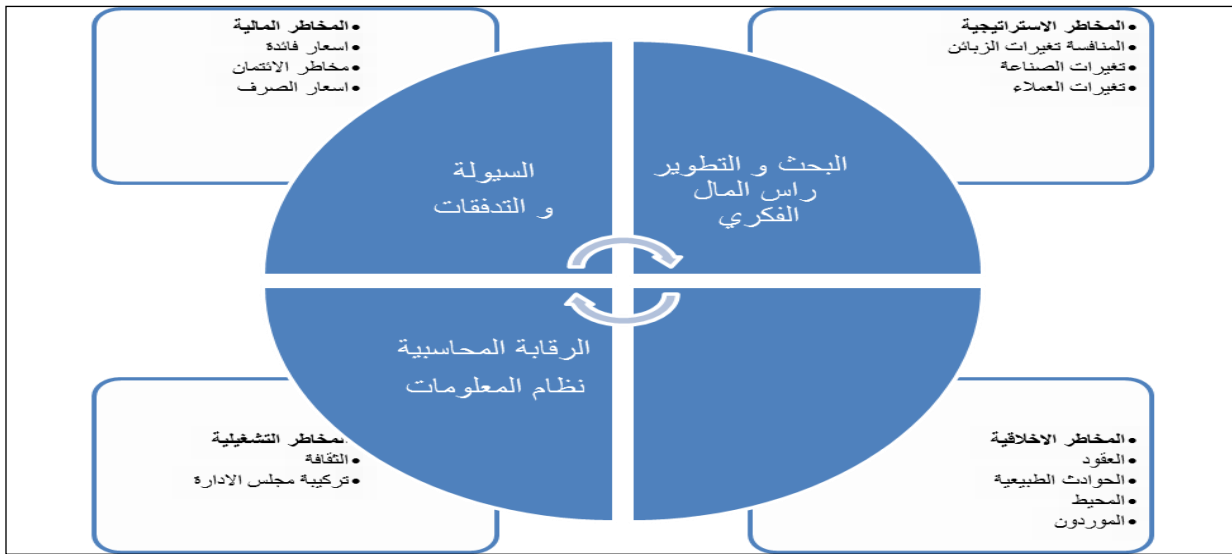 المخاطر الاستراتيجية
المنافسة تغيرات الزبائن
تغيرات الصناعة
تغيرات العملاء
المخاطر المالية
اسعار فائدة
مخاطر الائتمان
اسعار الصرف
البحث و التطوير
راس المال
الفكري
السيولة
و التدفقات
الرقابة المحاسبية
نظام المعلومات
المخاطر الاخلاقية
العقود
الحوادث الطبيعية
المحيط
الموردون
المخاطر التشغيلية
الثقافة
تركيبة مجلس الادارة